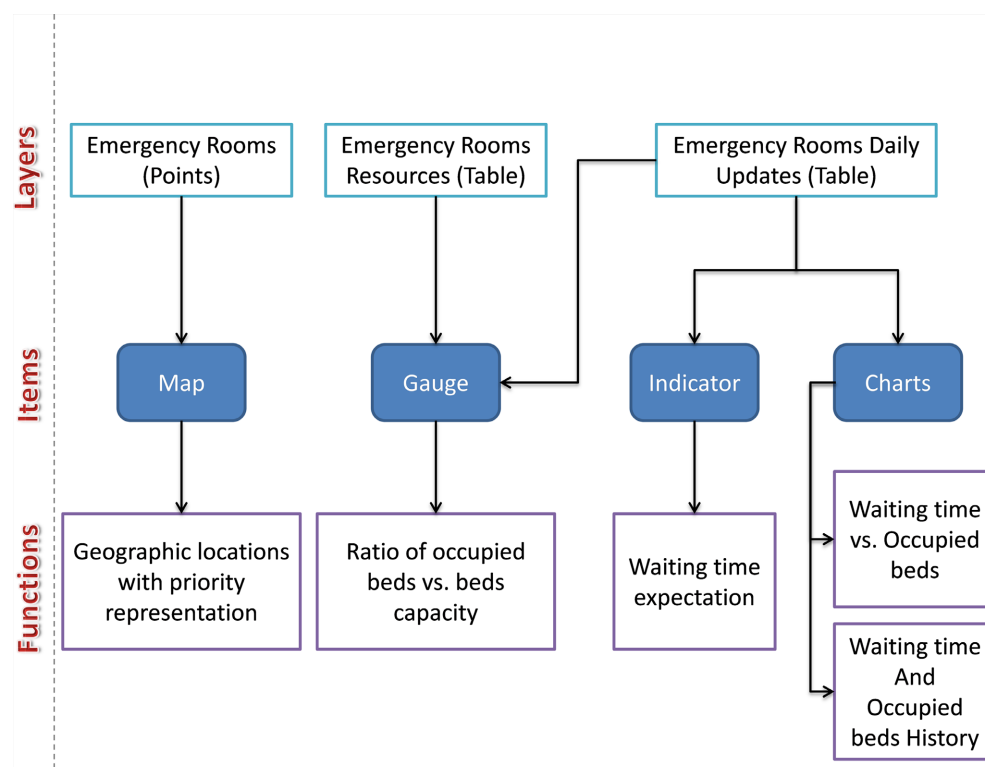 Layers
Emergency Rooms
(Points)
Emergency Rooms
Resources (Table)
Emergency Rooms Daily
Updates (Table)
Items
Map
Gauge
Indicator
Charts
Functions
Geographic locations
with priority
representation
Ratio of occupied
beds vs. beds
capacity
Waiting time
expectation
Waiting time
vs. Occupied
beds
Waiting time
And
Occupied
beds History